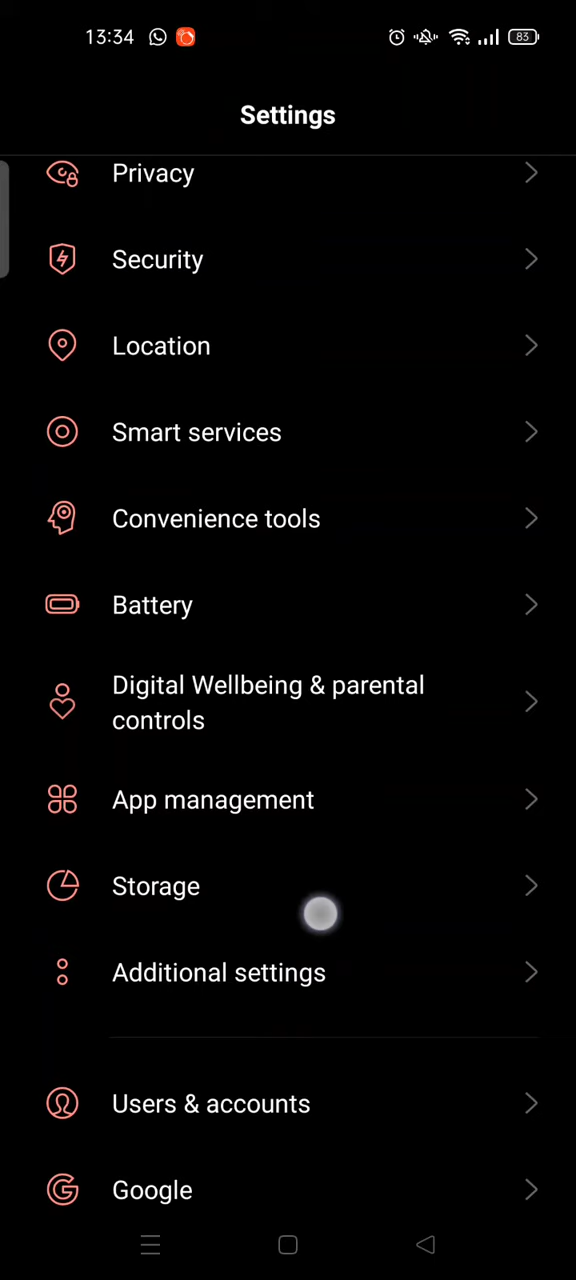 13:34
83
Settings
Privacy
Security
Location
Smart services
Convenience tools
Battery
Digital Wellbeing & parental
controls
App management
Storage
Additional settings
Users & accounts
Google